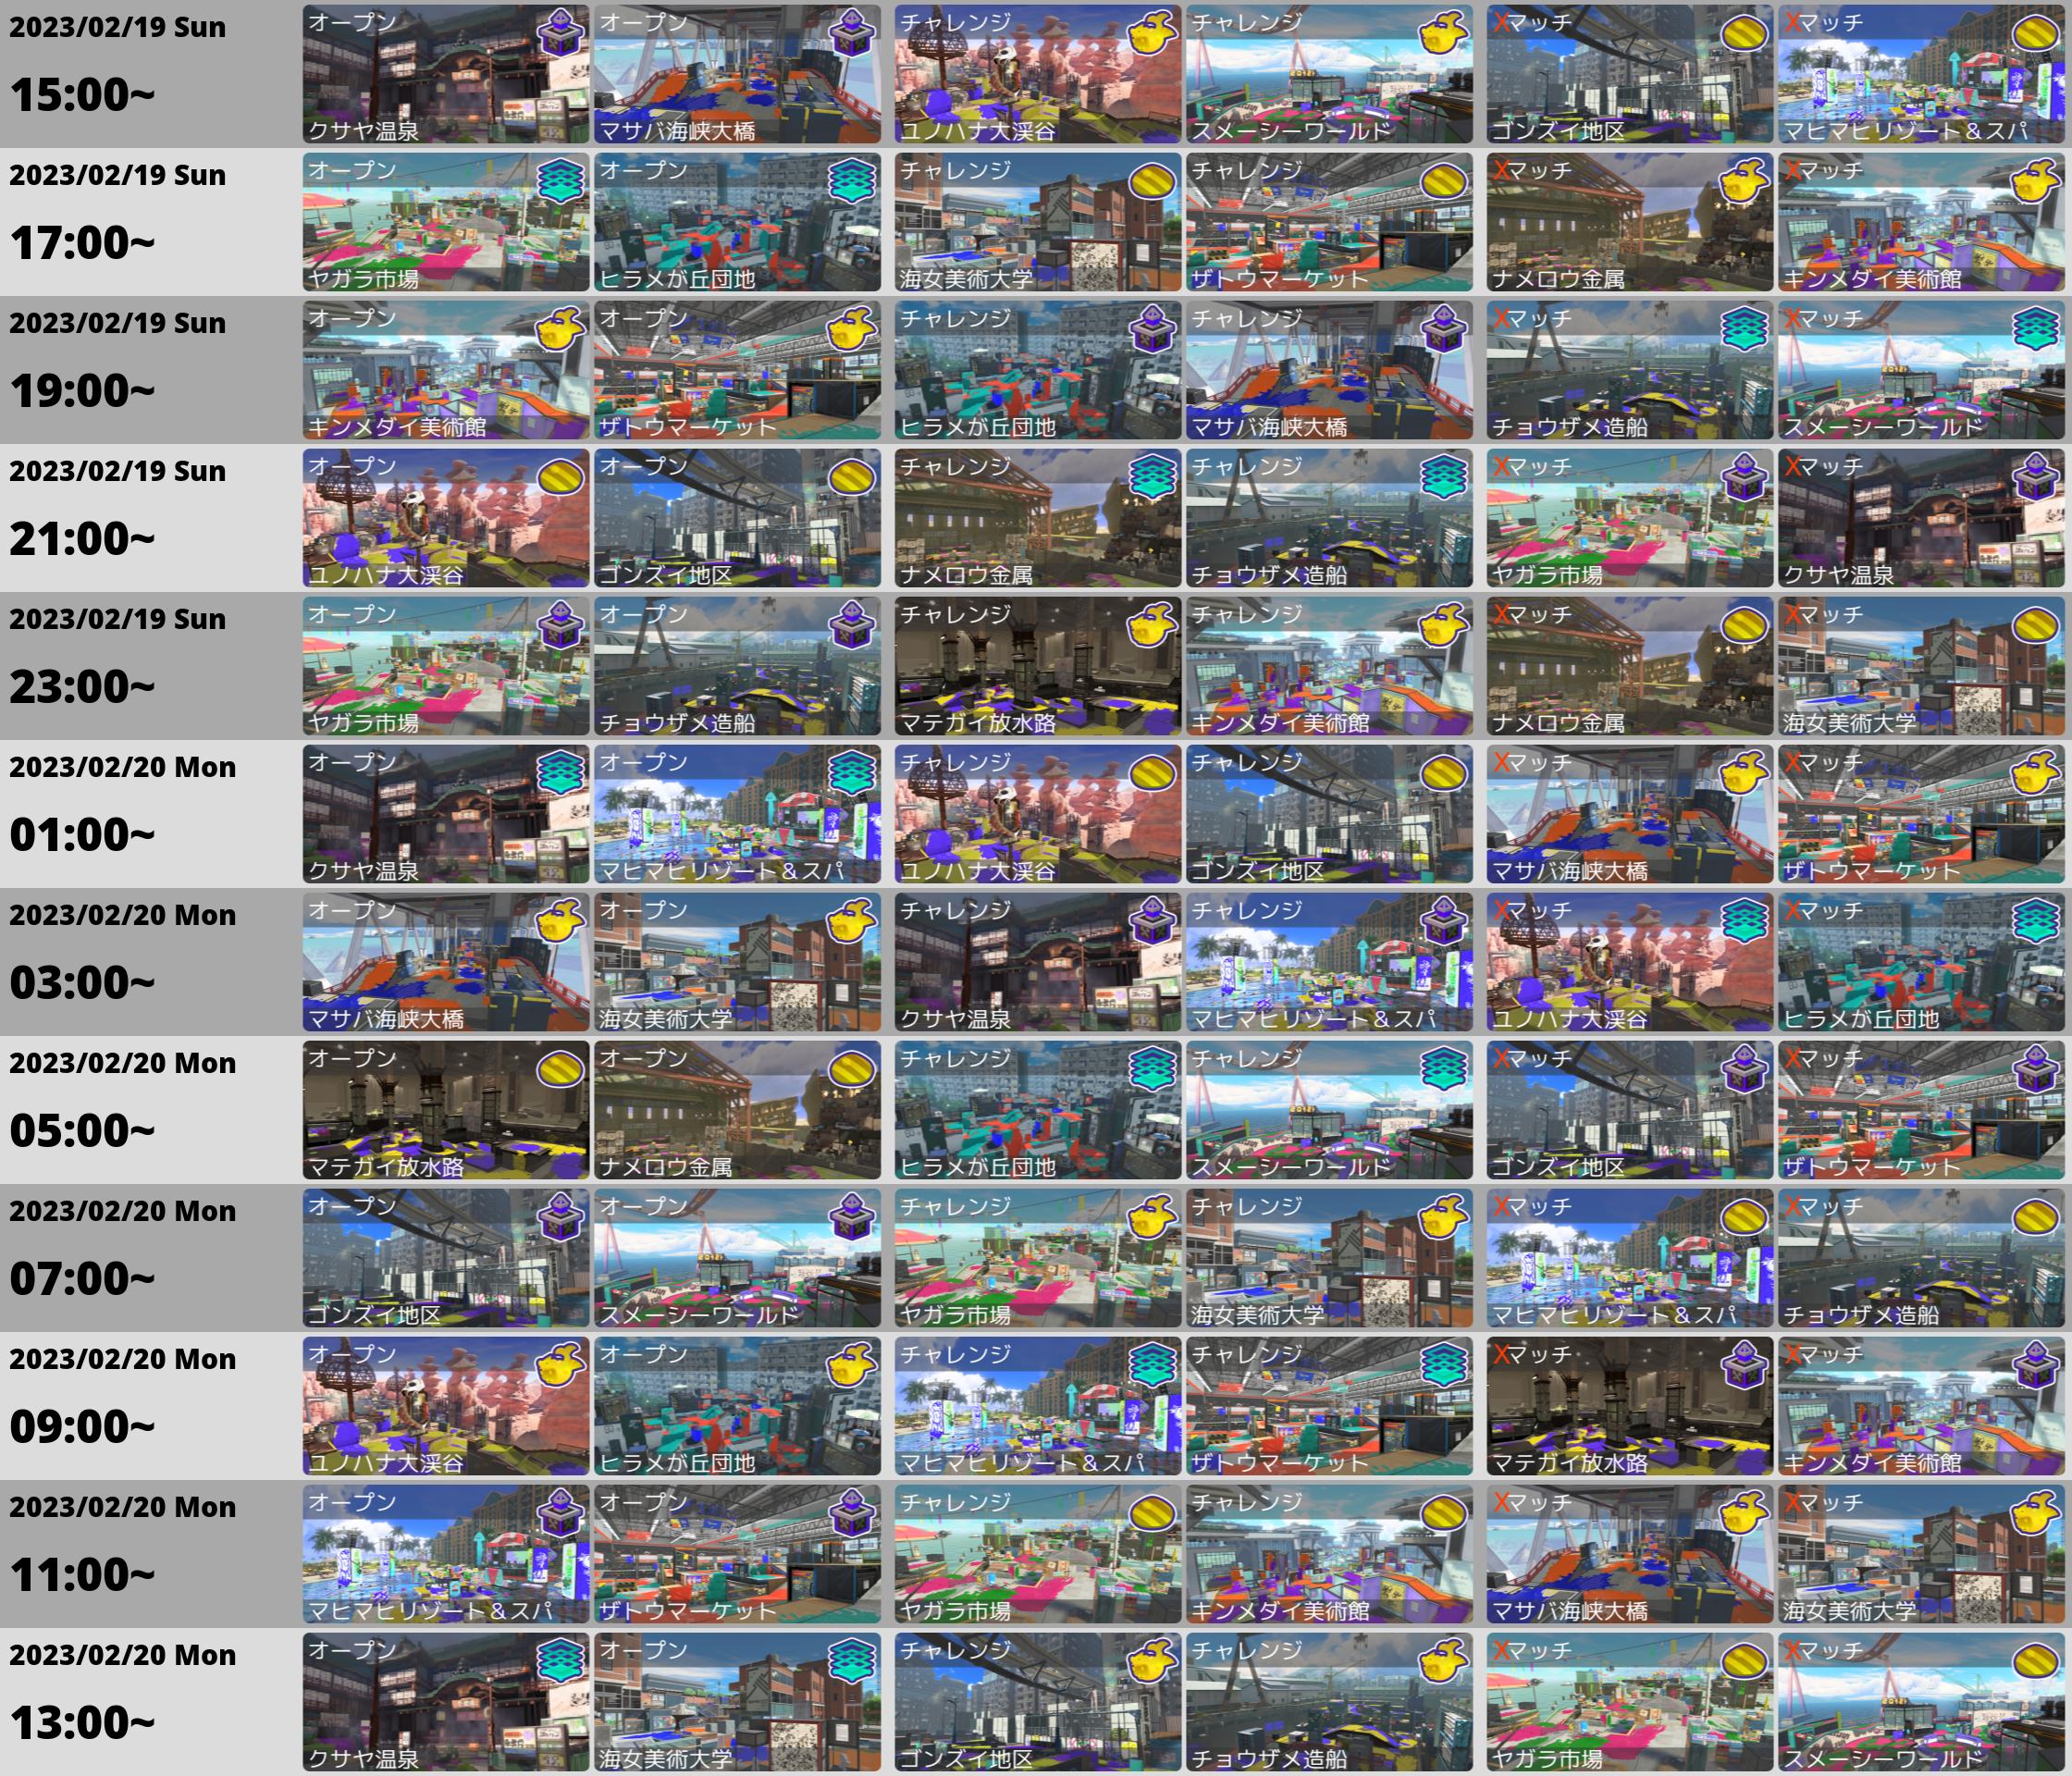 2023/02/19 Sun
15:00~
オープン
クサヤ温泉
オープン
マサバ海峡大橋
チャレンジ
ユノハナ大渓谷
チャレンジ
スメーシーワールド
Xマッチ
ゴンズイ地区
Xマッチ
マヒマヒリゾート＆スパ
2023/02/19 Sun
17:00~
オープン
ヤガラ市場
オープン
ヒラメが丘団地
チャレンジ
海女美術大学
チャレンジ
ザトウマーケット
Xマッチ
ナメロウ金属
Xマッチ
キンメダイ美術館
2023/02/19 Sun
19:00~
オープン
キンメダイ美術館
オープン
ザトウマーケット
チャレンジ
ヒラメが丘団地
チャレンジ
マサバ海峡大橋
Xマッチ
チョウザメ造船
Xマッチ
スメーシーワールド
2023/02/19 Sun
21:00~
オープン
ユノハナ大渓谷
オープン
ゴンズイ地区
チャレンジ
ナメロウ金属
チャレンジ
チョウザメ造船
Xマッチ
ヤガラ市場
Xマッチ
クサヤ温泉
2023/02/19 Sun
23:00~
オープン
ヤガラ市場
オープン
チョウザメ造船
チャレンジ
マテガイ放水路
チャレンジ
キンメダイ美術館
Xマッチ
ナメロウ金属
Xマッチ
海女美術大学
2023/02/20 Mon
01:00~
オープン
クサヤ温泉
オープン
マヒマヒリゾート＆スパ
チャレンジ
ユノハナ大渓谷
チャレンジ
ゴンズイ地区
Xマッチ
マサバ海峡大橋
Xマッチ
ザトウマーケット
2023/02/20 Mon
03:00~
オープン
マサバ海峡大橋
オープン
海女美術大学
チャレンジ
クサヤ温泉
チャレンジ
マヒマヒリゾート＆スパ
Xマッチ
ユノハナ大渓谷
Xマッチ
ヒラメが丘団地
2023/02/20 Mon
05:00~
オープン
マテガイ放水路
オープン
ナメロウ金属
チャレンジ
ヒラメが丘団地
チャレンジ
スメーシーワールド
Xマッチ
ゴンズイ地区
Xマッチ
ザトウマーケット
2023/02/20 Mon
07:00~
オープン
ゴンズイ地区
オープン
スメーシーワールド
チャレンジ
ヤガラ市場
チャレンジ
海女美術大学
Xマッチ
マヒマヒリゾート＆スパ
Xマッチ
チョウザメ造船
2023/02/20 Mon
09:00~
オープン
ユノハナ大渓谷
オープン
ヒラメが丘団地
チャレンジ
マヒマヒリゾート＆スパ
チャレンジ
ザトウマーケット
Xマッチ
マテガイ放水路
Xマッチ
キンメダイ美術館
2023/02/20 Mon
11:00~
オープン
マヒマヒリゾート＆スパ
オープン
ザトウマーケット
チャレンジ
ヤガラ市場
チャレンジ
キンメダイ美術館
Xマッチ
マサバ海峡大橋
Xマッチ
海女美術大学
2023/02/20 Mon
13:00~
オープン
クサヤ温泉
オープン
海女美術大学
チャレンジ
ゴンズイ地区
チャレンジ
チョウザメ造船
Xマッチ
ヤガラ市場
Xマッチ
スメーシーワールド